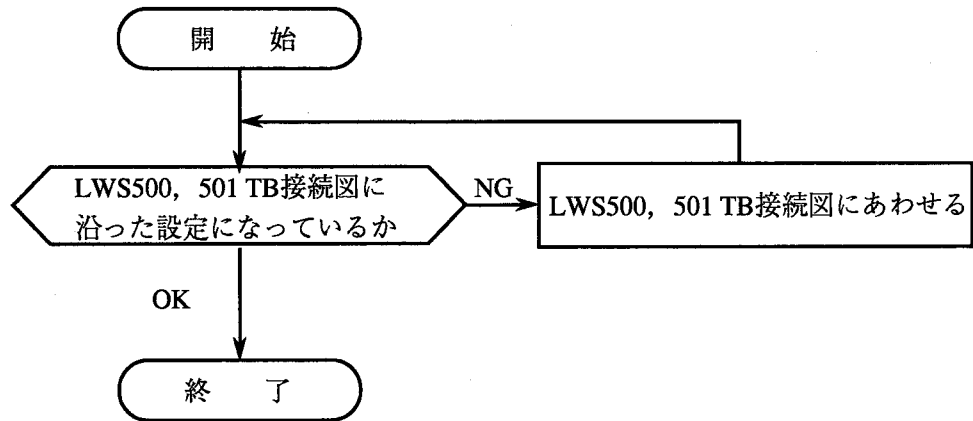 開　始
LWS500, 501 TB接続図に
沿った設定になっているか
NG
LWS500, 501 TB接続図にあわせる
OK
終　了